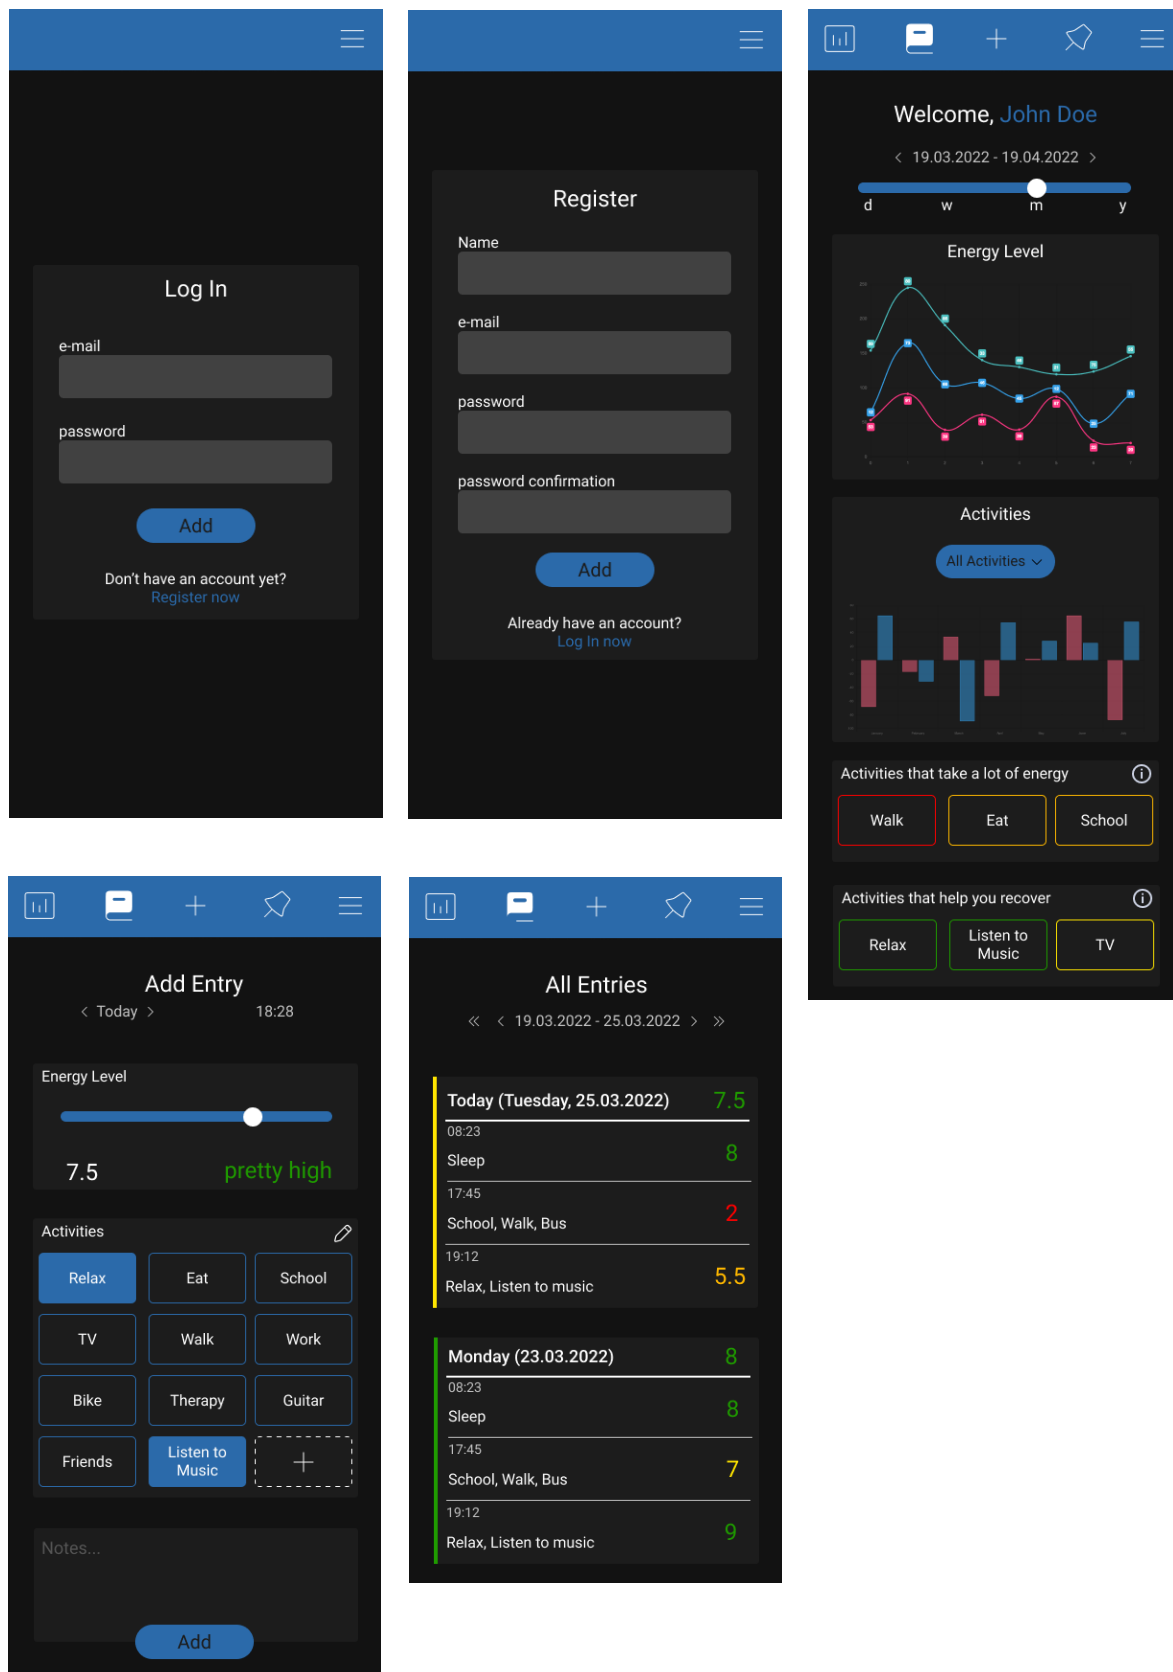 Log In
e-mail
password
Add
Don't have an account yet?
Register now
Register
Name
e-mail
password
password confirmation
Add
Already have an account?
Log In now
Welcome, John Doe
19.03.2022 - 19.04.2022
d w m y
Energy Level
Activities
All Activities
Activities that take a lot of energy
Walk Eat School
Activities that help you recover
Relax Listen to Music TV
Add Entry
Today 18:28
Energy Level
7.5 pretty high
Activities
Relax Eat School
TV Walk Work
Bike Therapy Guitar
Friends Listen to Music
Notes...
Add
All Entries
19.03.2022 - 25.03.2022
Today (Tuesday, 25.03.2022) 7.5
08:23
Sleep 8
17:45
School, Walk, Bus 2
19:12
Relax, Listen to music 5.5
Monday (23.03.2022) 8
08:23
Sleep 8
17:45
School, Walk, Bus 7
19:12
Relax, Listen to music 9